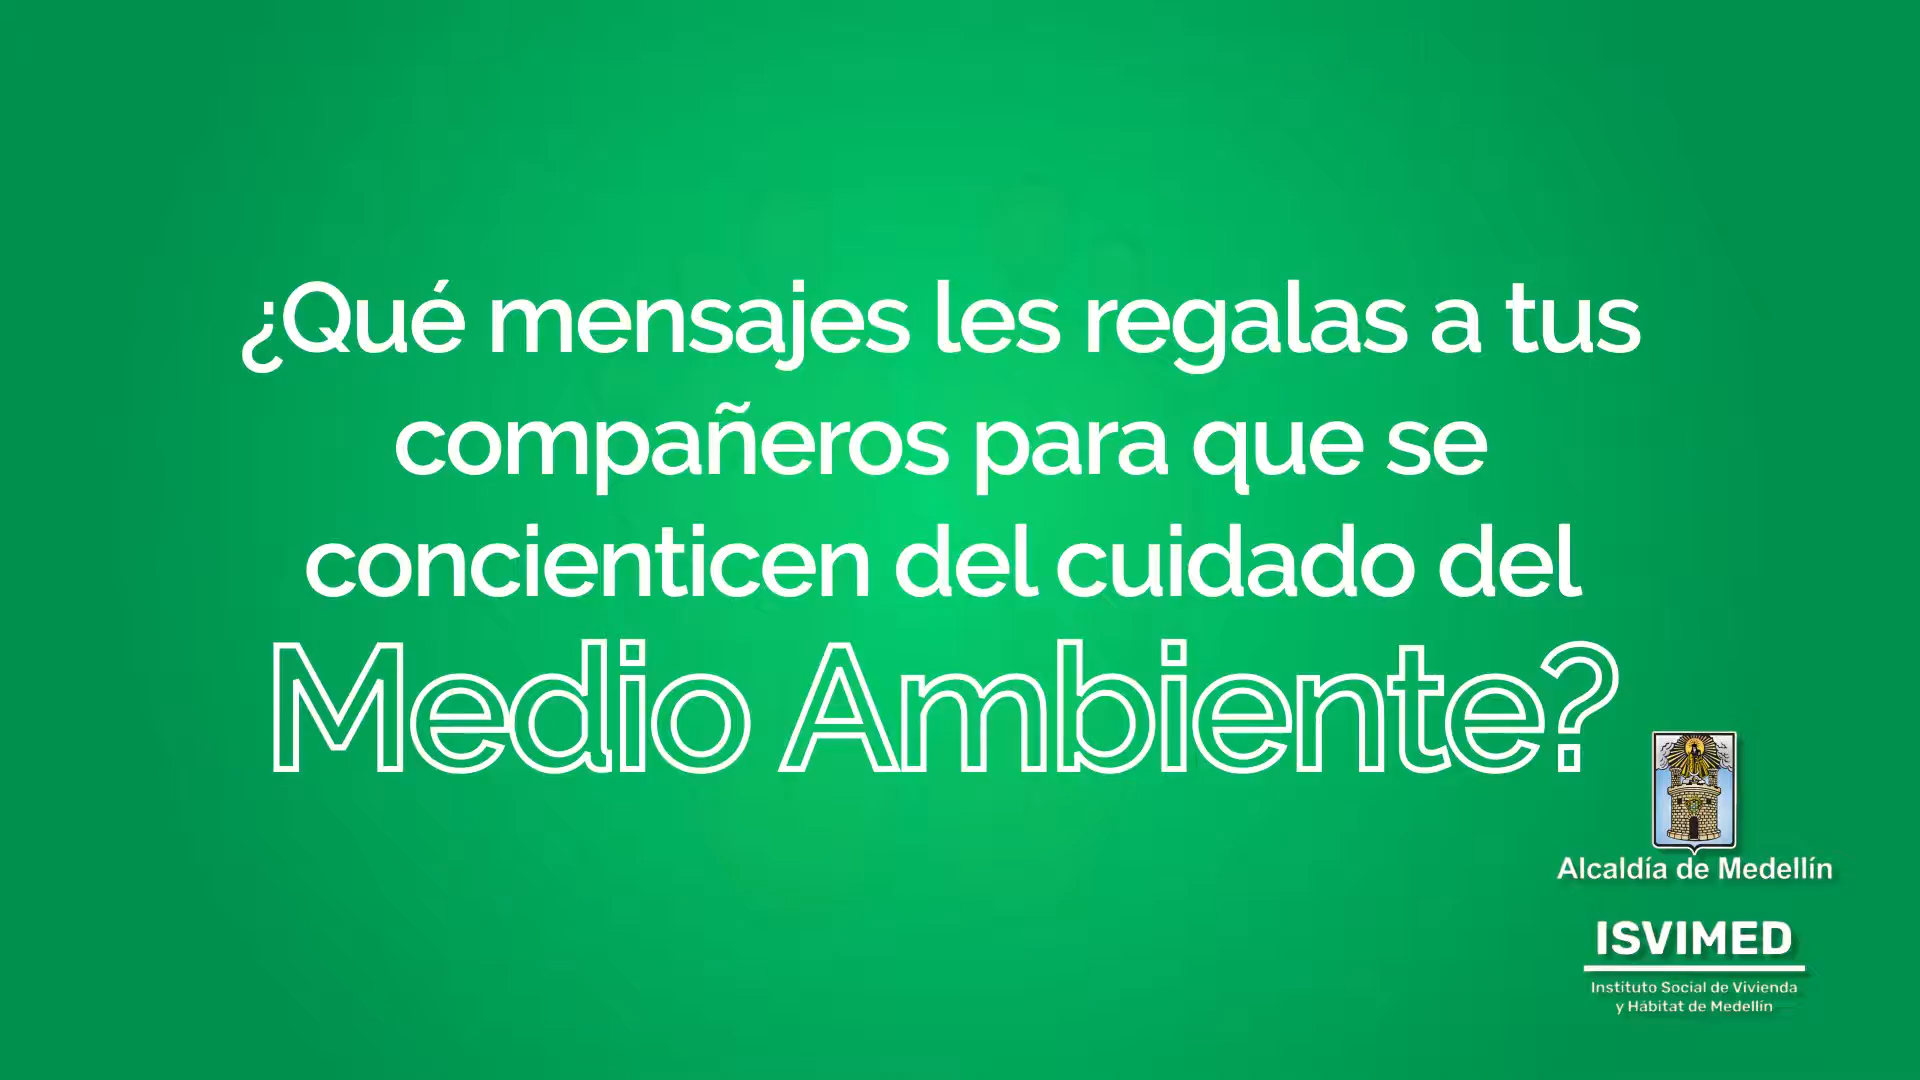 ¿Qué mensajes les regalas a tus
compañeros para que se
concienticen del cuidado del
Medio Ambiente?
Alcaldía de Medellín
ISVIMED
Instituto Social de Vivienda
y Hábitat de Medellín